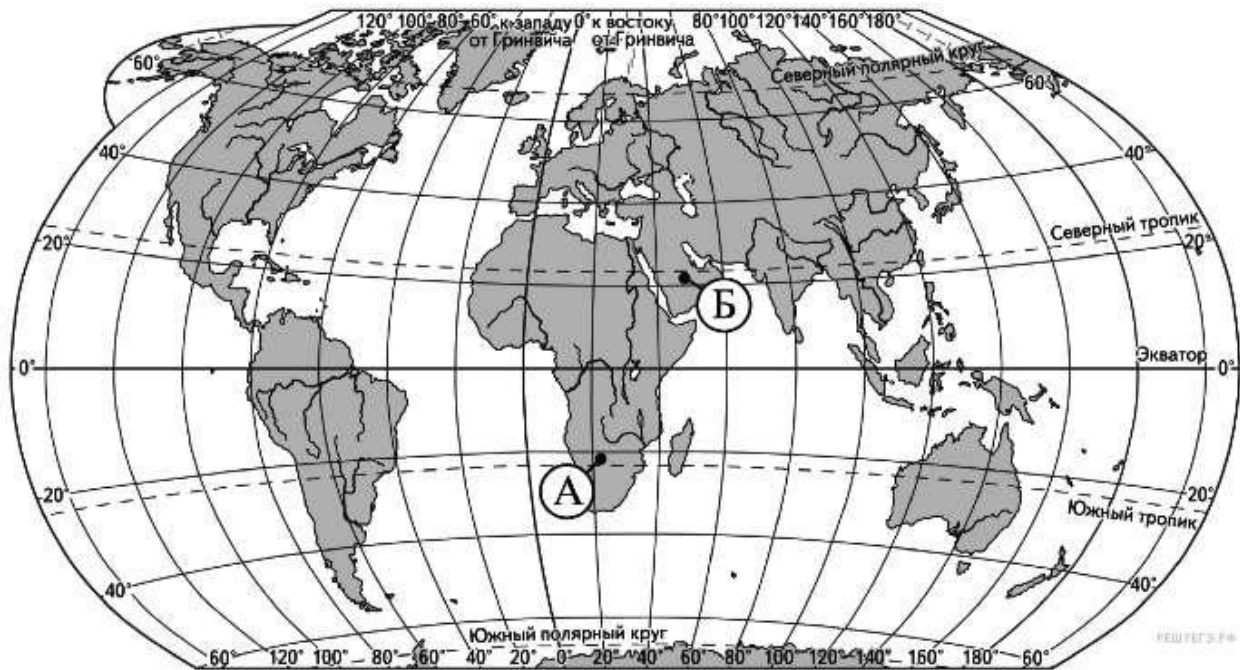 120° 100° 80° 60° к западу 0° к востоку 80° 100° 120° 140° 160° 180°
от Гринвича от Гринвича
Северный полярный круг
60° 60°
40° 40°
Северный тропик
20° 20°
Б
Экватор
0° 0°
А
20° 20°
Южный тропик
40° 40°
Южный полярный круг
60° 120° 100° 80° 60° 40° 20° 0° 20° 40° 60° 80° 100° 120° 140° 160° 180° 60°
РЕШУЕГЭ.РФ